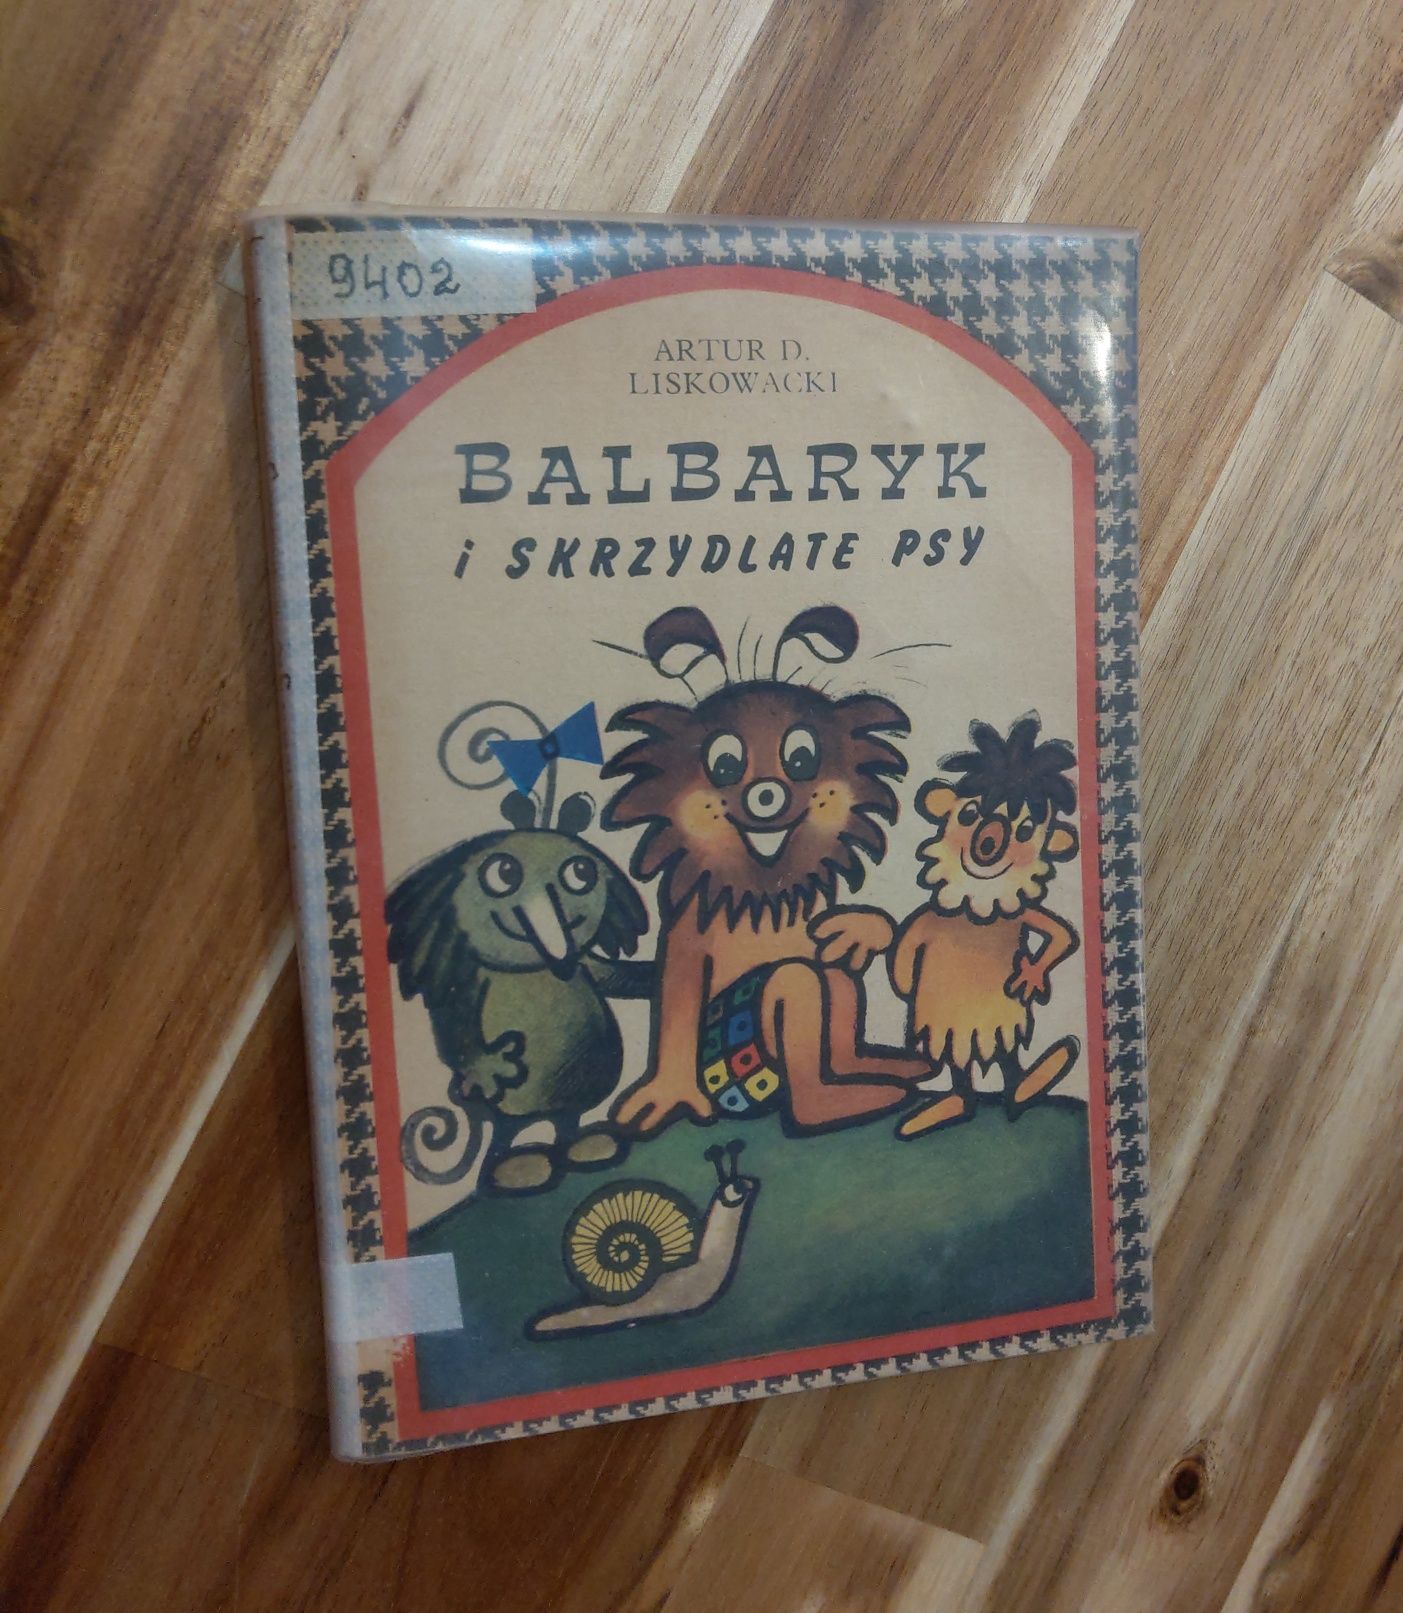 9402
ARTUR D.
LISKOWACKI
BALBARYK
i SKRZYDLATE PSY